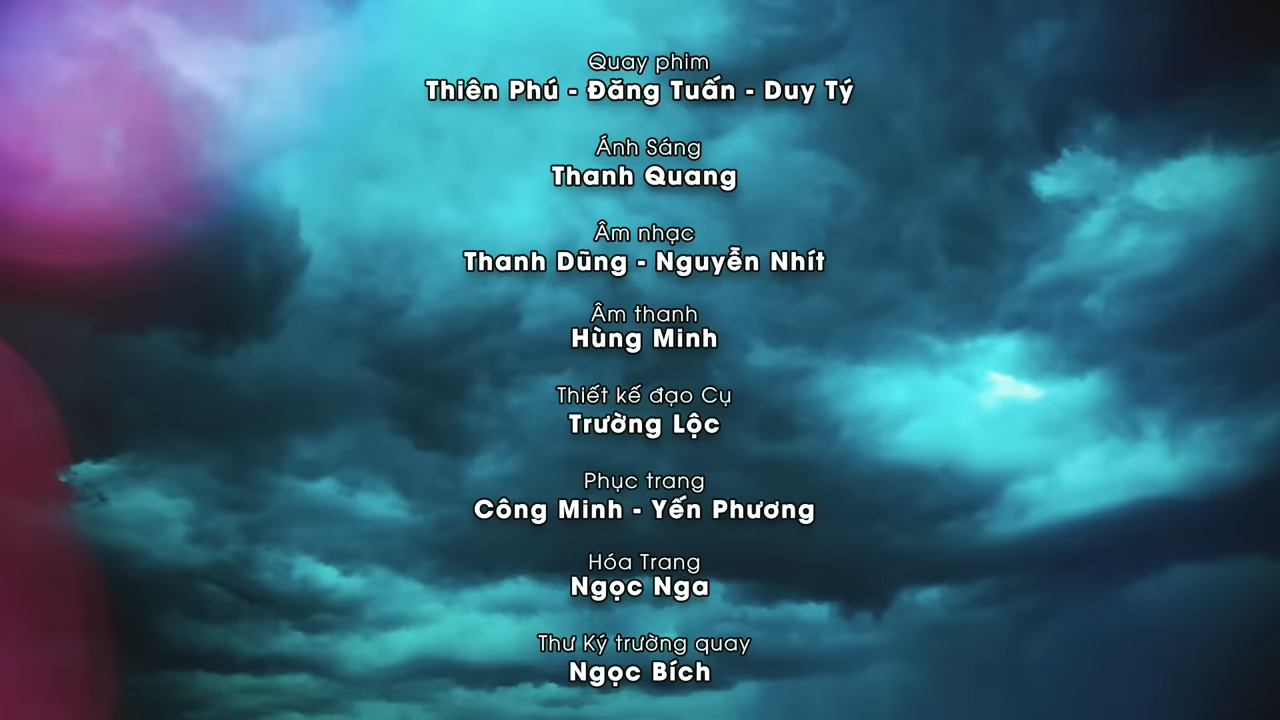 Quay phim
Thiên Phú - Đăng Tuấn - Duy Tý
Ánh Sáng
Thanh Quang
Âm nhạc
Thanh Dũng - Nguyễn Nhít
Âm thanh
Hùng Minh
Thiết kế đạo Cụ
Trường Lộc
Phục trang
Công Minh - Yến Phương
Hóa Trang
Ngọc Nga
Thư Ký trường quay
Ngọc Bích